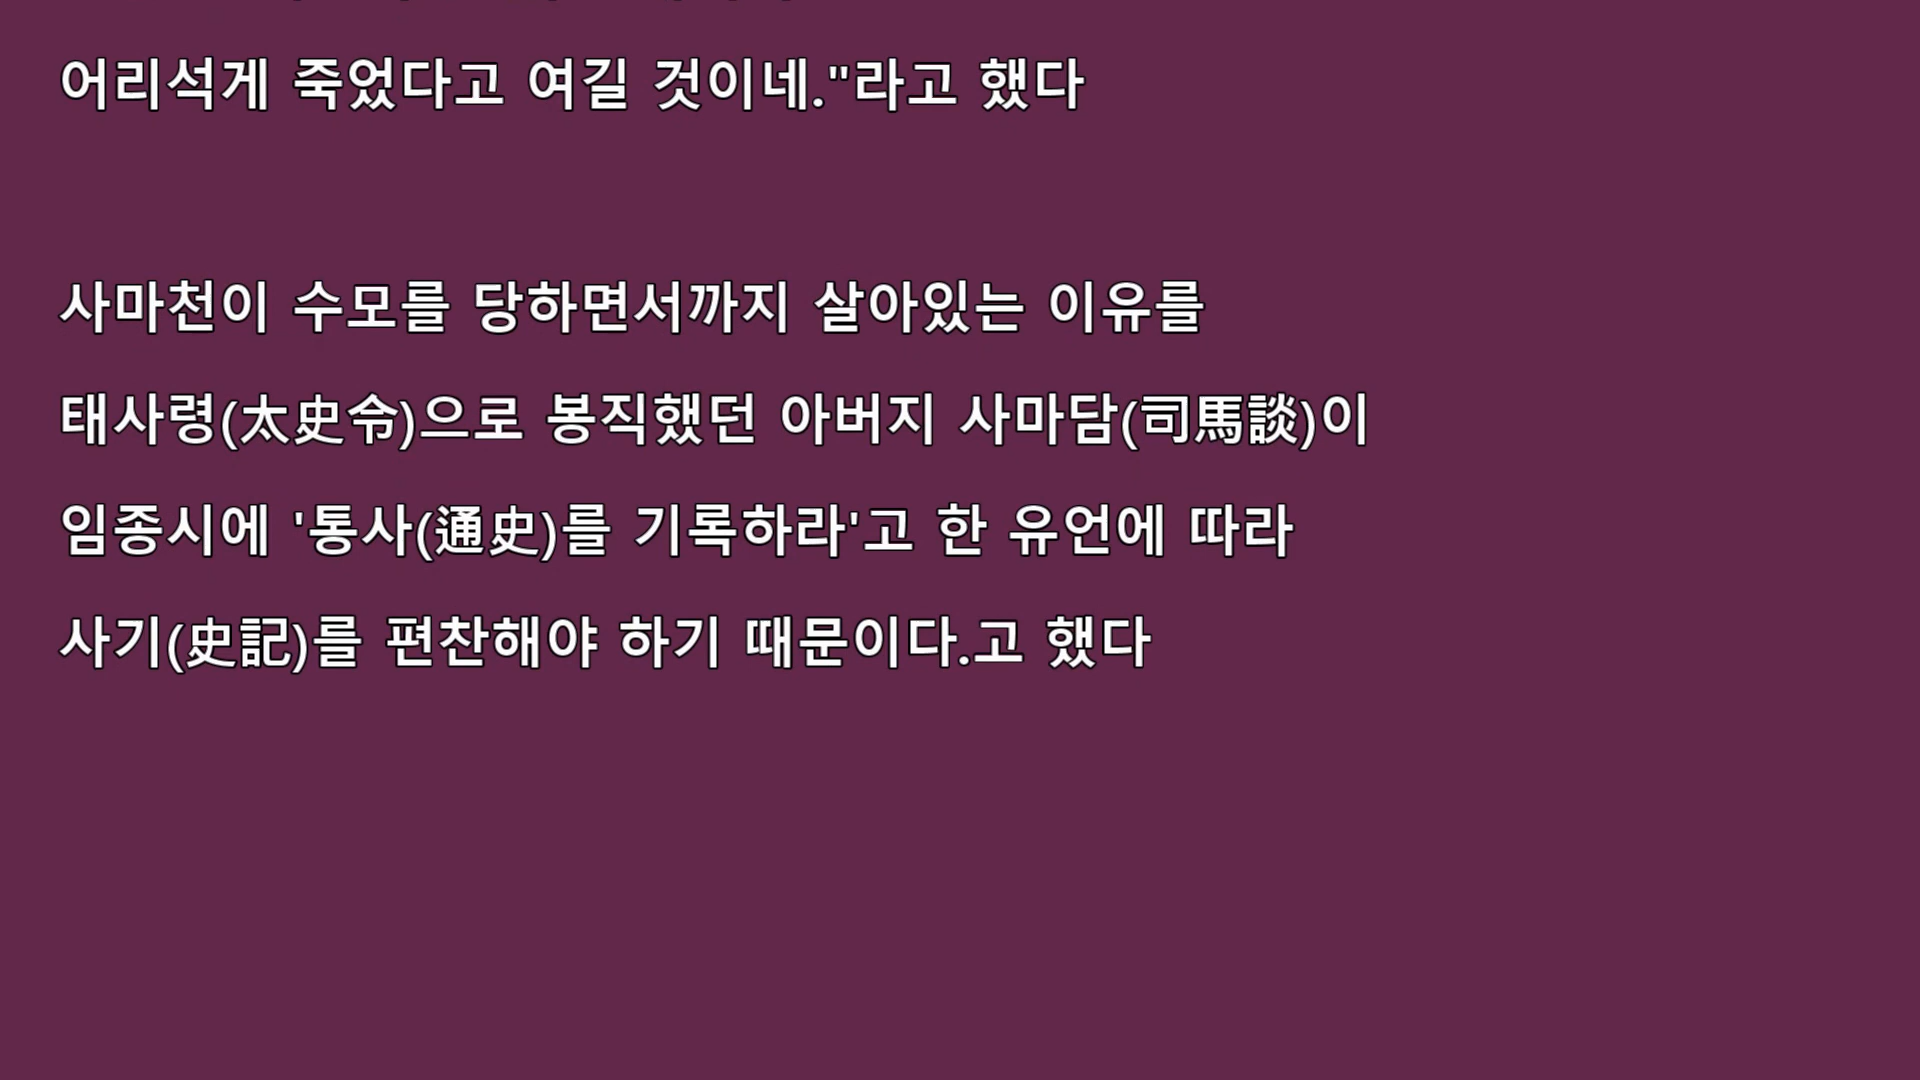 어리석게 죽었다고 여길 것이네."라고 했다
사마천이 수모를 당하면서까지 살아있는 이유를
태사령(太史令)으로 봉직했던 아버지 사마담(司馬談)이
임종시에 '통사(通史)를 기록하라'고 한 유언에 따라
사기(史記)를 편찬해야 하기 때문이다.고 했다